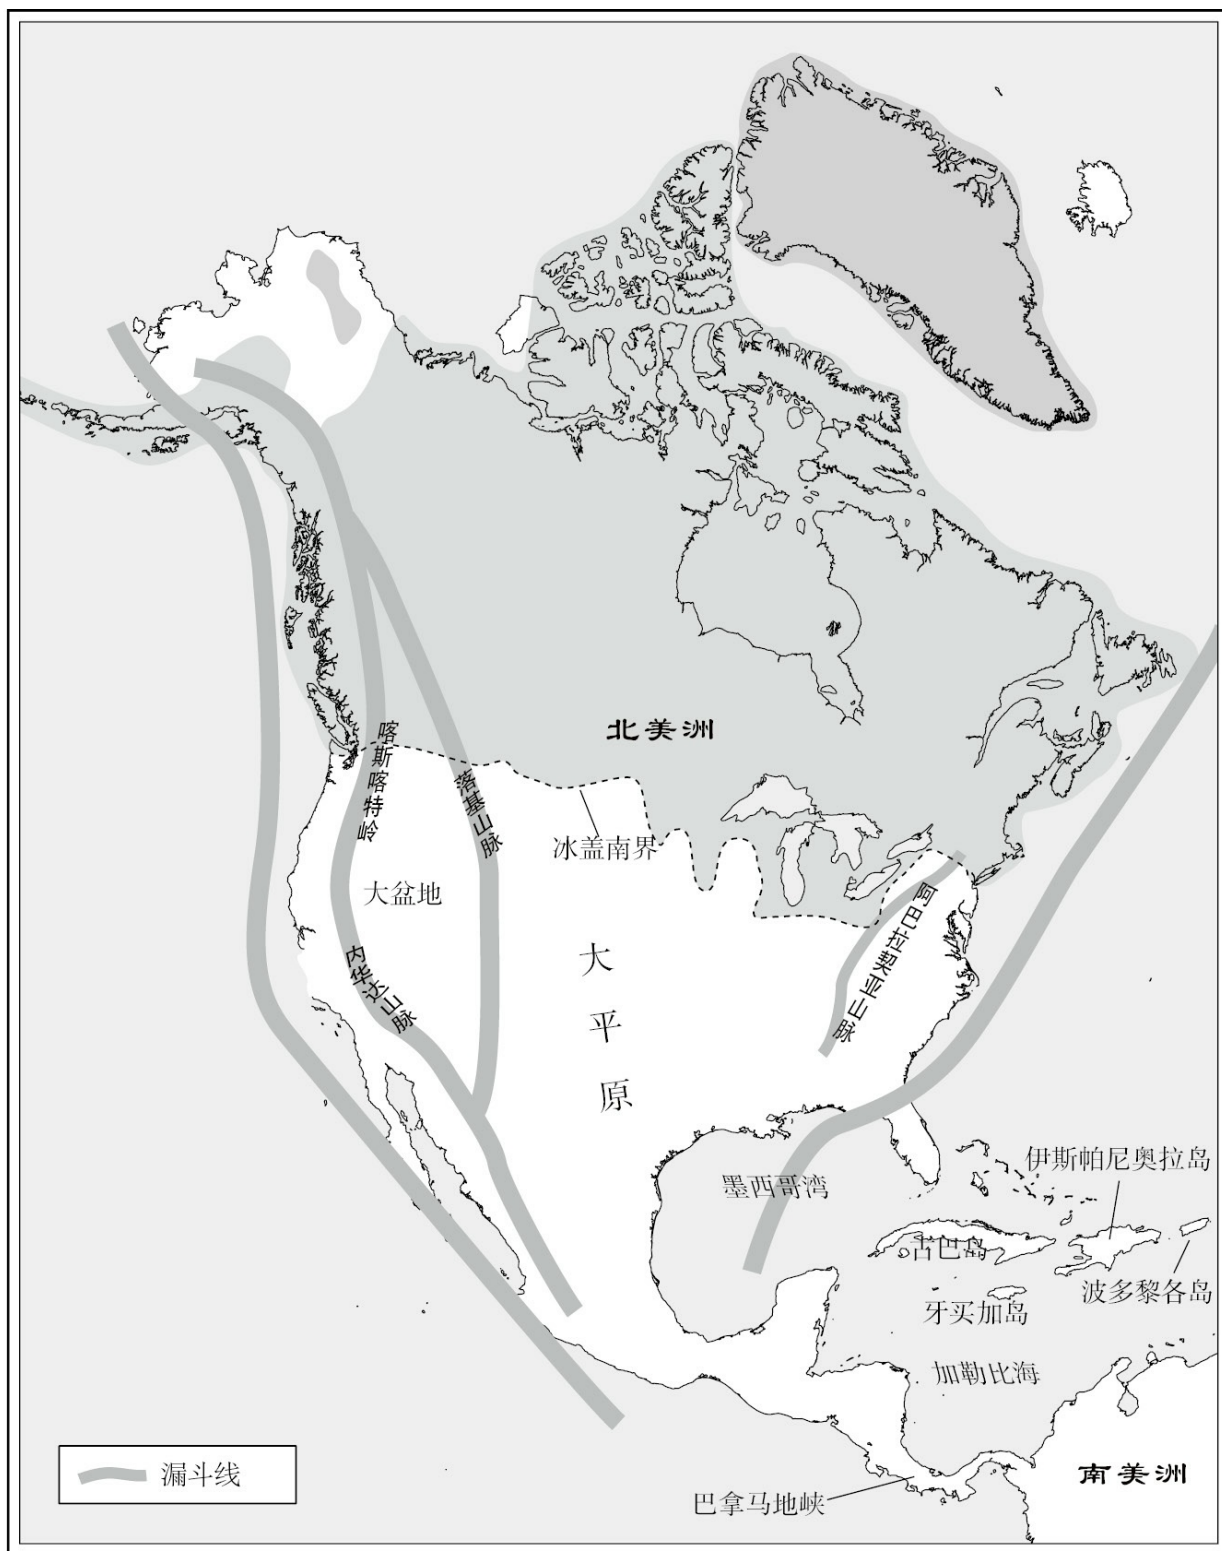 北美洲
喀斯喀特岭
落基山脉
冰盖南界
大盆地
阿巴拉契亚山脉
大平原
内华达山脉
伊斯帕尼奥拉岛
墨西哥湾
古巴岛
波多黎各岛
牙买加岛
加勒比海
漏斗线
南美洲
巴拿马地峡